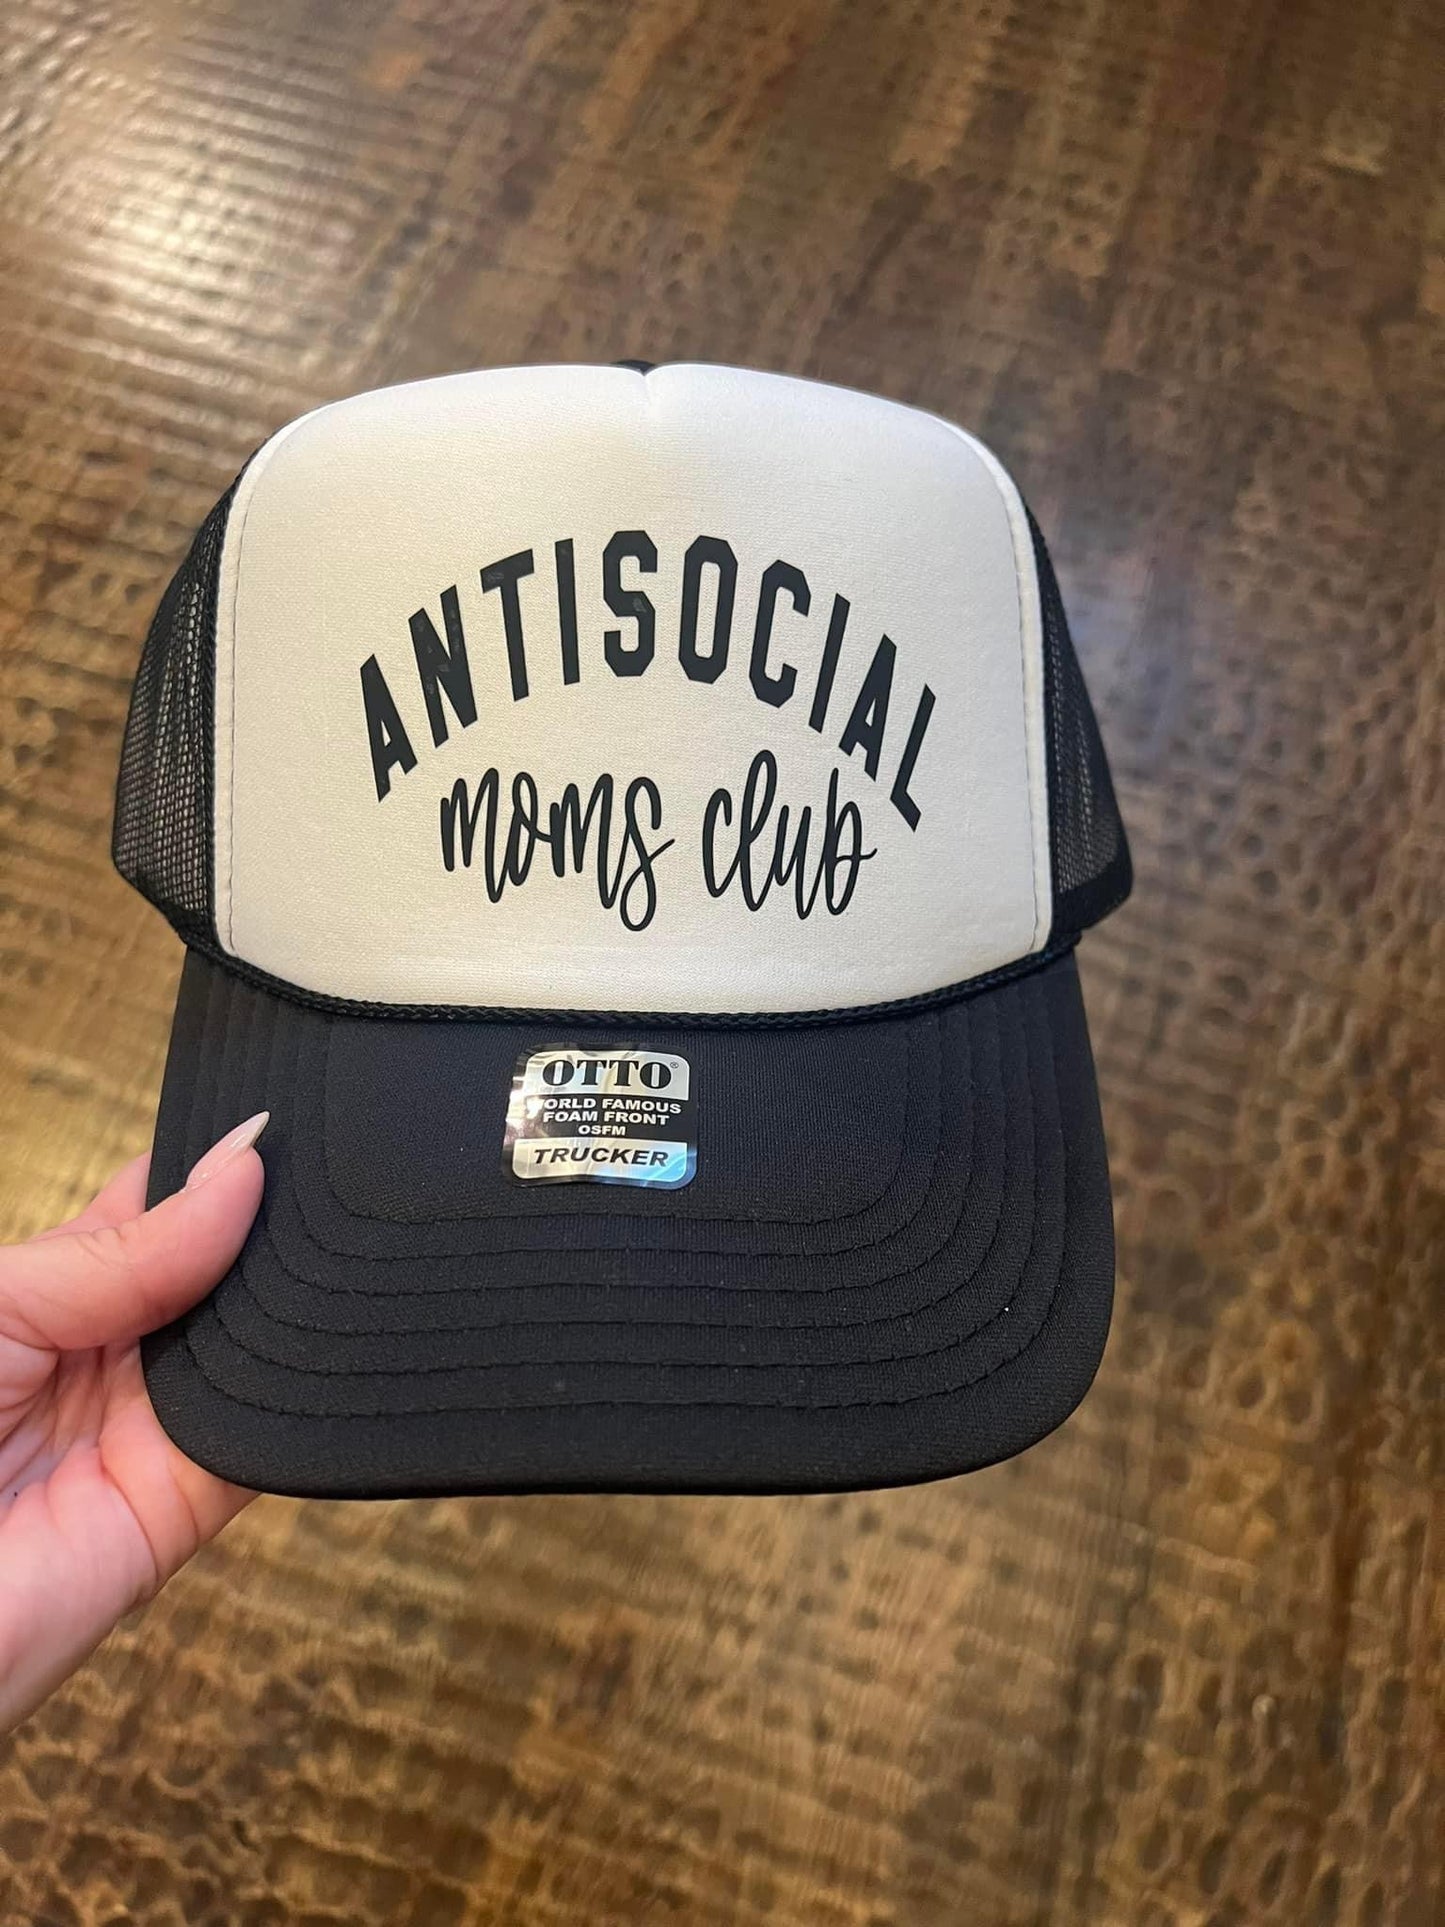 ANTISOCIAL
moms club
OTTO®
WORLD FAMOUS
FOAM FRONT
OSFM
TRUCKER